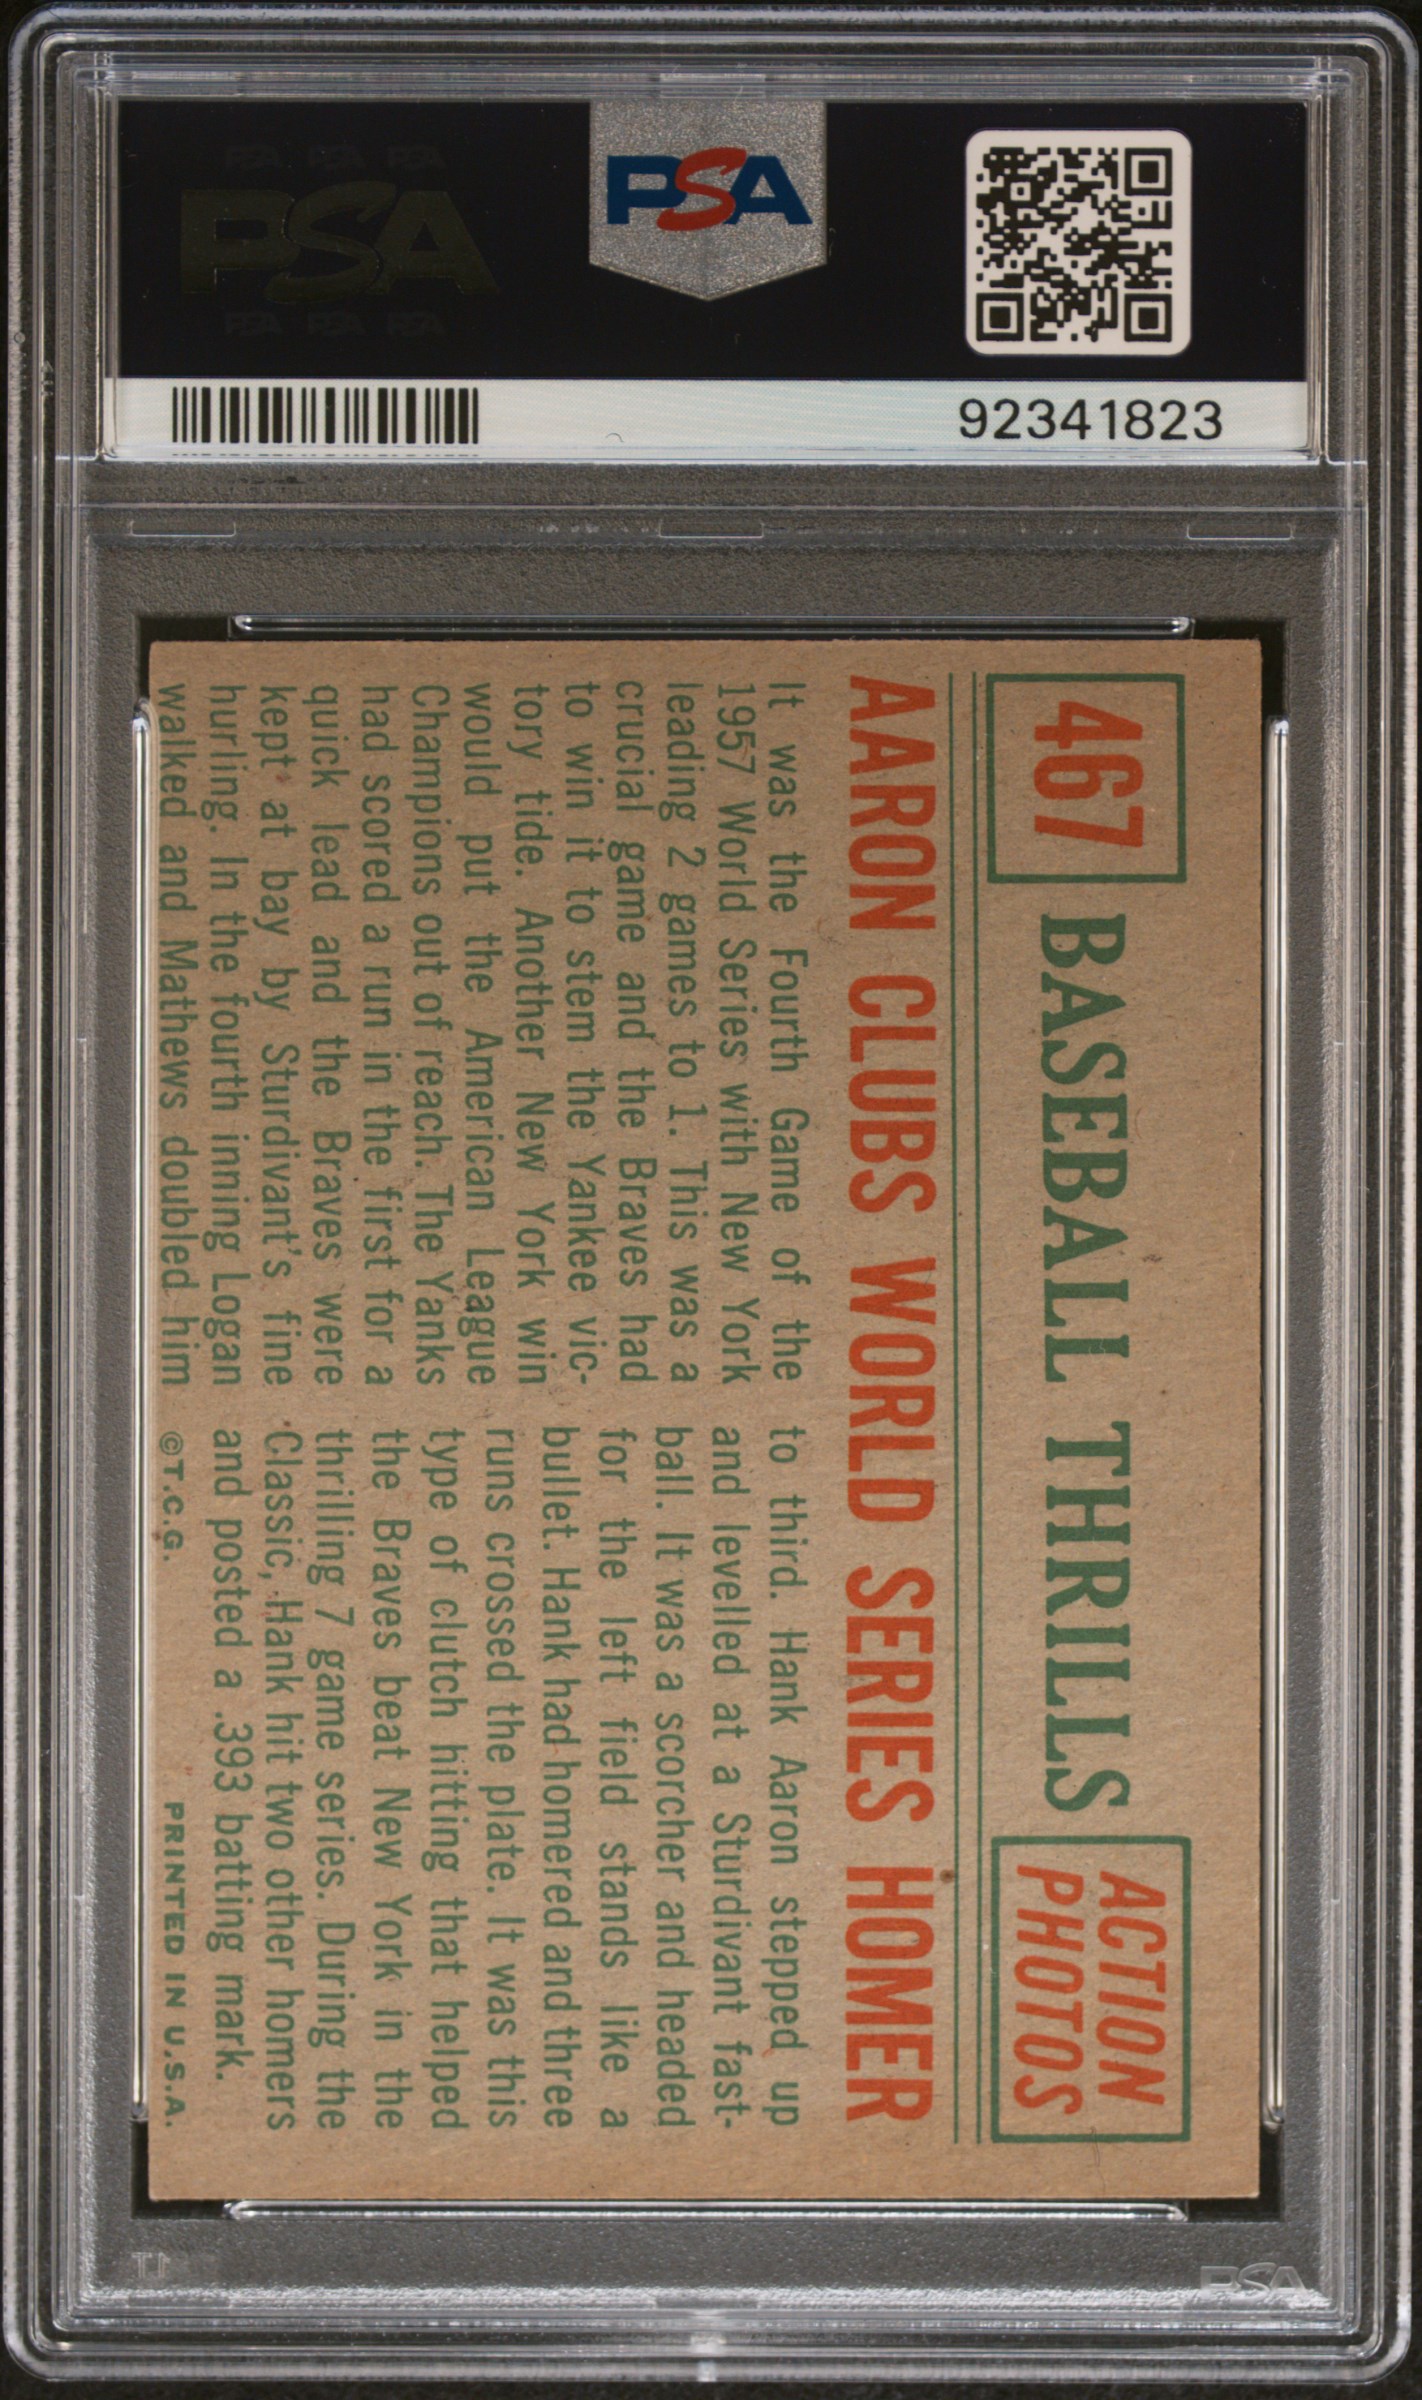 PSA
PSA PSA PSA
PSA
PSA PSA PSA
92341823
467
BASEBALL THRILLS
ACTION
PHOTOS
AARON CLUBS WORLD SERIES HOMER
It was the Fourth Game of the
1957 World Series with New York
leading 2 games to 1. This was a
crucial game and the Braves had
to win it to stem the Yankee vic-
tory tide. Another New York win
would put the American League
Champions out of reach. The Yanks
had scored a run in the first for a
quick lead and the Braves were
kept at bay by Sturdivant's fine
hurling. In the fourth inning Logan
walked and Mathews doubled him
to third. Hank Aaron stepped up
and levelled at a Sturdivant fast-
ball. It was a scorcher and headed
for the left field stands like a
bullet. Hank had homered and three
runs crossed the plate. It was this
type of clutch hitting that helped
the Braves beat New York in the
thrilling 7 game series. During the
Classic, Hank hit two other homers
and posted a .393 batting mark.
©T.C.G.
PRINTED IN U.S.A.
PSA